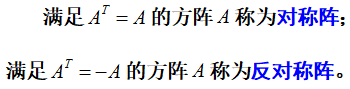 满足 A^T = A 的方阵 A 称为对称阵；
满足 A^T = -A 的方阵 A 称为反对称阵。